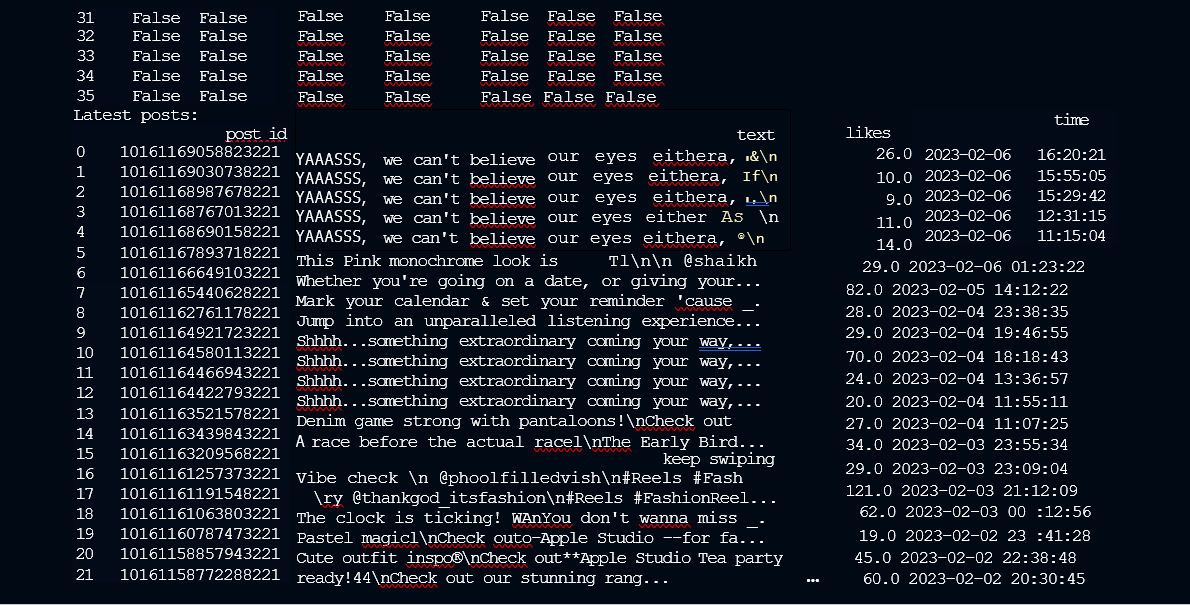 31 False False False False False False False
32 False False False False False False False
33 False False False False False False False
34 False False False False False False False
35 False False False False False False False
Latest posts:
post id text likes time
0 10161169058823221 YAAASSS, we can't believe our eyes eithera, &\n 26.0 2023-02-06 16:20:21
1 10161169030738221 YAAASSS, we can't believe our eyes eithera, If\n 10.0 2023-02-06 15:55:05
2 10161168987678221 YAAASSS, we can't believe our eyes eithera, \n 9.0 2023-02-06 15:29:42
3 10161168767013221 YAAASSS, we can't believe our eyes either As \n 11.0 2023-02-06 12:31:15
4 10161168690158221 YAAASSS, we can't believe our eyes eithera, ®\n 14.0 2023-02-06 11:15:04
5 10161167893718221 This Pink monochrome look is Tl\n\n @shaikh 29.0 2023-02-06 01:23:22
6 10161166649103221 Whether you're going on a date, or giving your... 82.0 2023-02-05 14:12:22
7 10161165440628221 Mark your calendar & set your reminder 'cause _. 28.0 2023-02-04 23:38:35
8 10161162761178221 Jump into an unparalleled listening experience... 29.0 2023-02-04 19:46:55
9 10161164921723221 Shhhh...something extraordinary coming your way,... 70.0 2023-02-04 18:18:43
10 10161164580113221 Shhhh...something extraordinary coming your way,... 24.0 2023-02-04 13:36:57
11 10161164466943221 Shhhh...something extraordinary coming your way,... 20.0 2023-02-04 11:55:11
12 10161164422793221 Shhhh...something extraordinary coming your way,... 27.0 2023-02-04 11:07:25
13 10161163521578221 Denim game strong with pantaloons!\nCheck out 34.0 2023-02-03 23:55:34
14 10161163439843221 A race before the actual racel\nThe Early Bird... 29.0 2023-02-03 23:09:04
15 10161163209568221 keep swiping
16 10161161257373221 Vibe check \n @phoolfilledvish\n#Reels #Fash 121.0 2023-02-03 21:12:09
17 10161161191548221 \ry @thankgod_itsfashion\n#Reels #FashionReel... 62.0 2023-02-03 00 :12:56
18 10161161063803221 The clock is ticking! WAnYou don't wanna miss _. 19.0 2023-02-02 23 :41:28
19 10161160787473221 Pastel magicl\nCheck outo-Apple Studio --for fa...
20 10161158857943221 Cute outfit inspo®\nCheck out**Apple Studio Tea party 45.0 2023-02-02 22:38:48
21 10161158772288221 ready!44\nCheck out our stunning rang... ... 60.0 2023-02-02 20:30:45